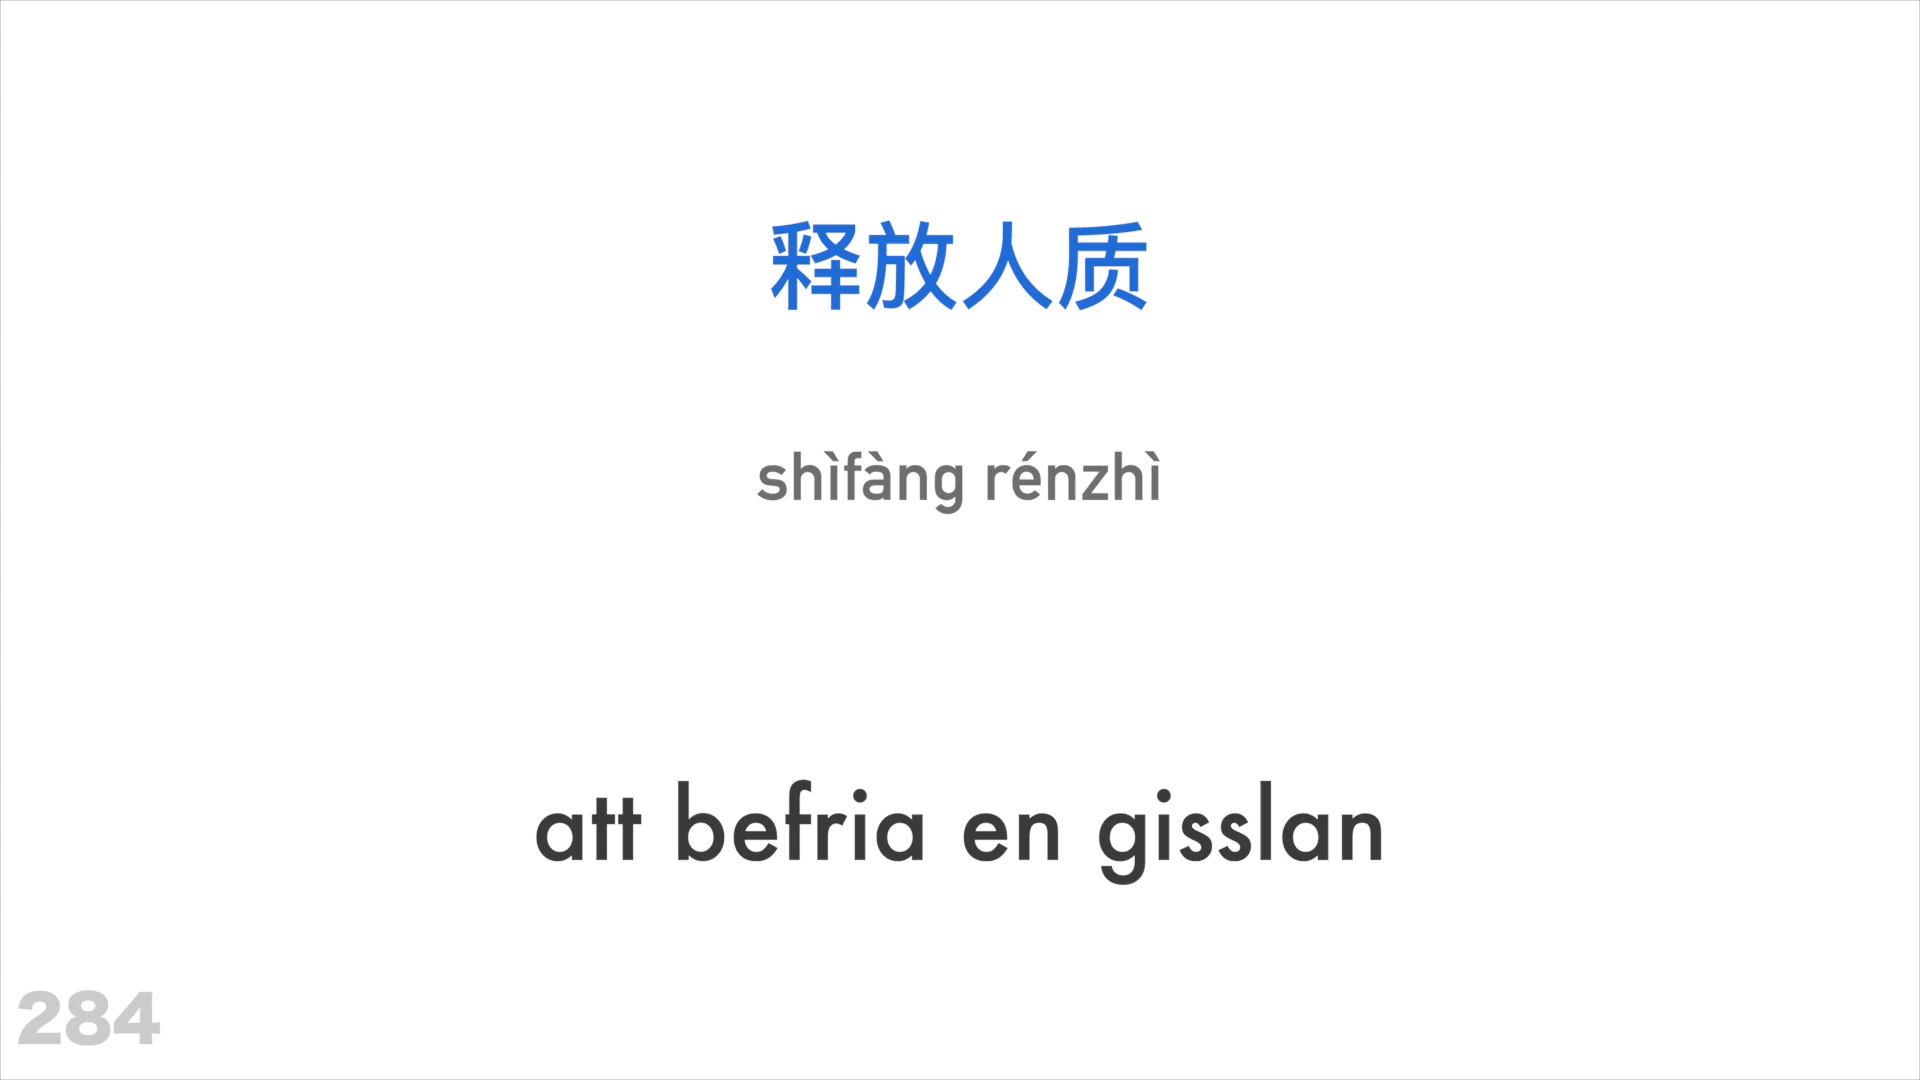 释放人质
shìfàng rénzhì
att befria en gisslan
284